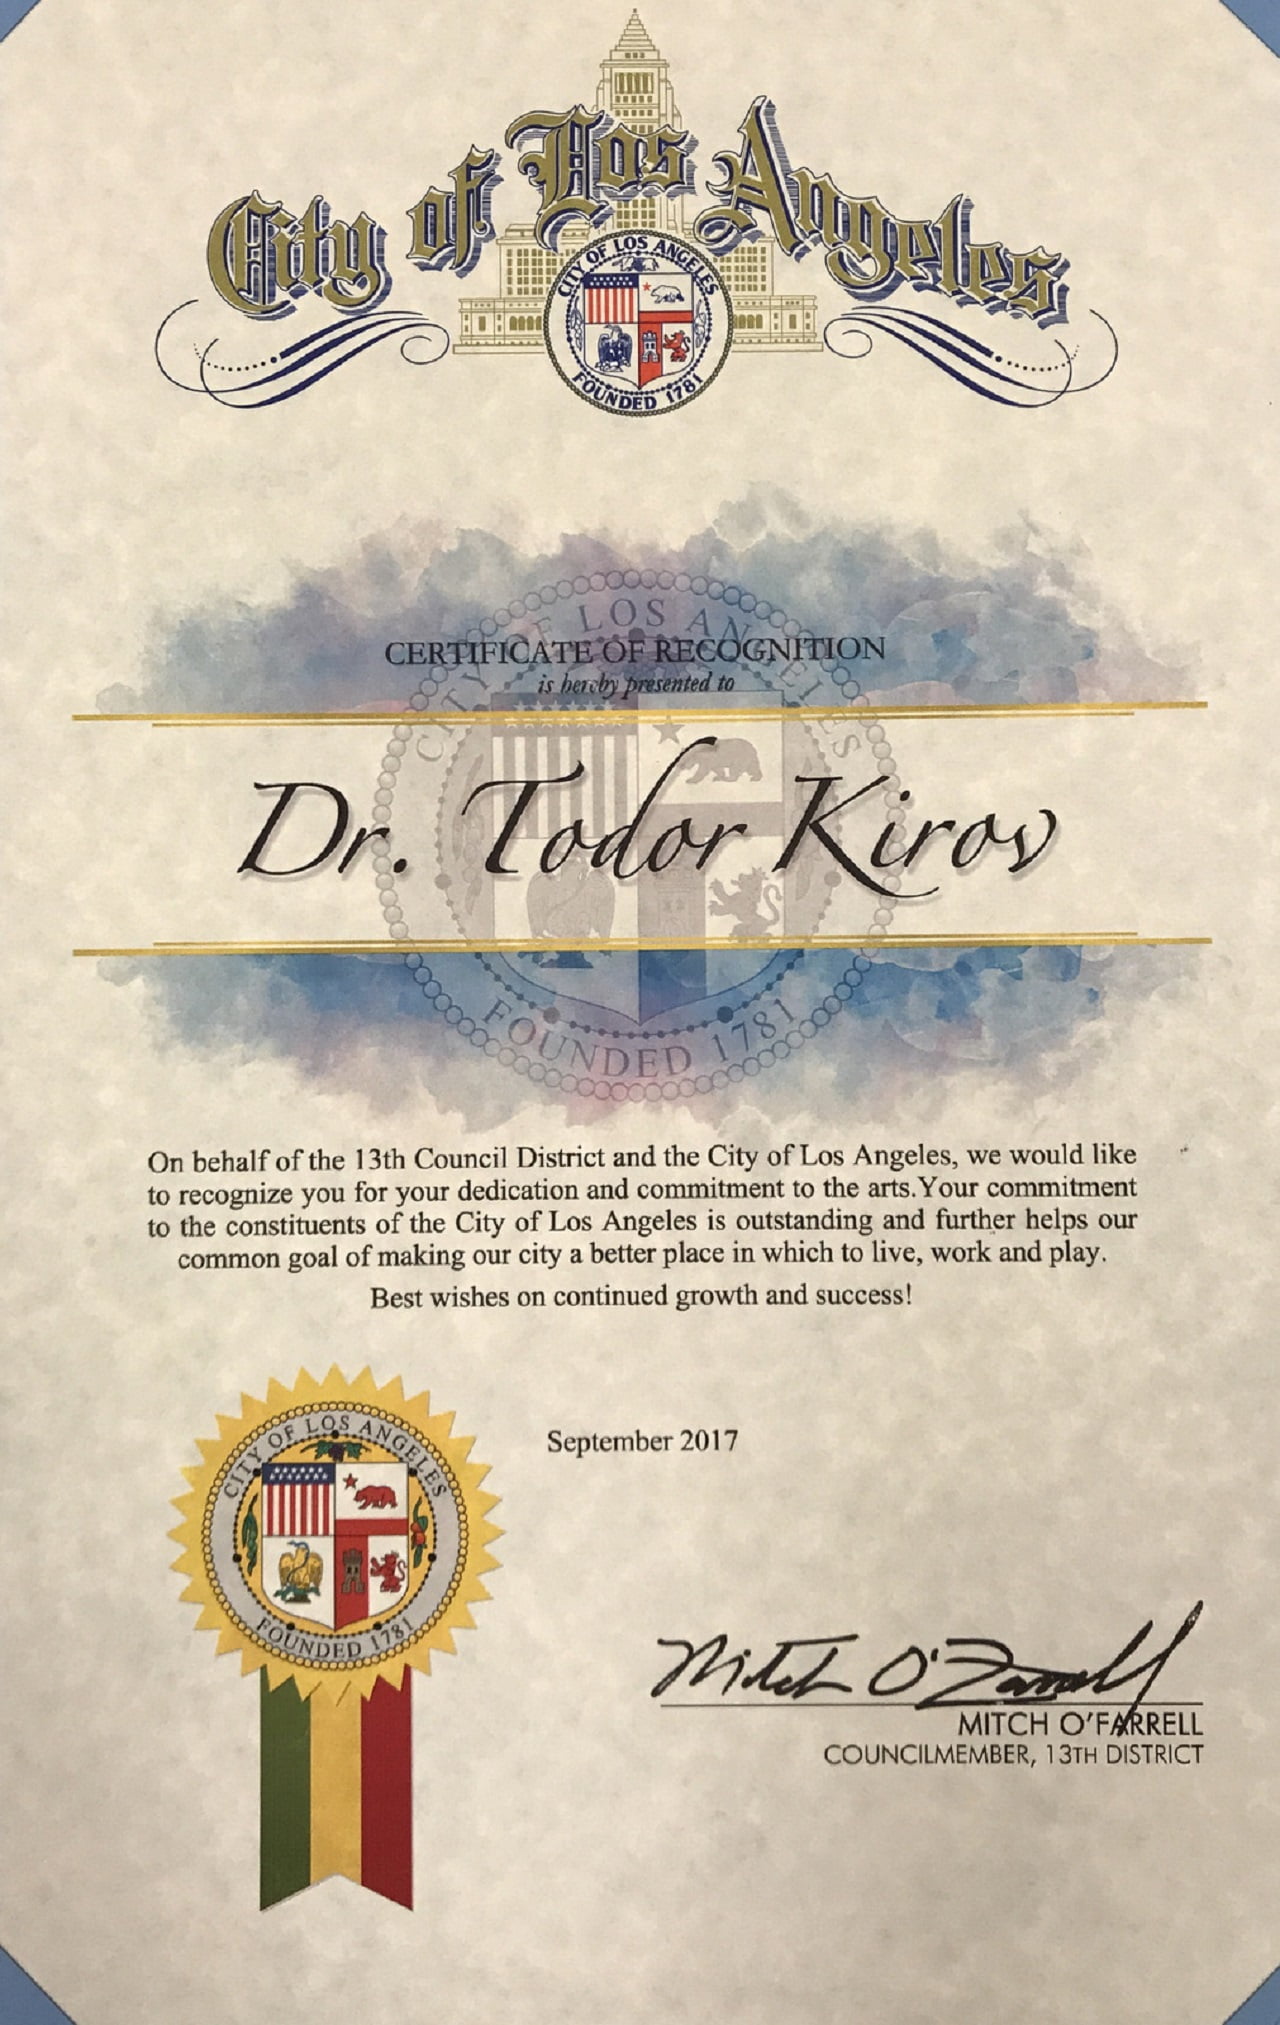 City of Los Angeles
CITY OF LOS ANGELES
FOUNDED 1781
CITY OF LOS ANGELES
CERTIFICATE OF RECOGNITION
is hereby presented to
Dr. Todor Kirov
FOUNDED 1781
On behalf of the 13th Council District and the City of Los Angeles, we would like
to recognize you for your dedication and commitment to the arts.Your commitment
to the constituents of the City of Los Angeles is outstanding and further helps our
common goal of making our city a better place in which to live, work and play.
Best wishes on continued growth and success!
CITY OF LOS ANGELES
FOUNDED 1781
September 2017
Mitch O'Farrell
MITCH O'FARRELL
COUNCILMEMBER, 13TH DISTRICT